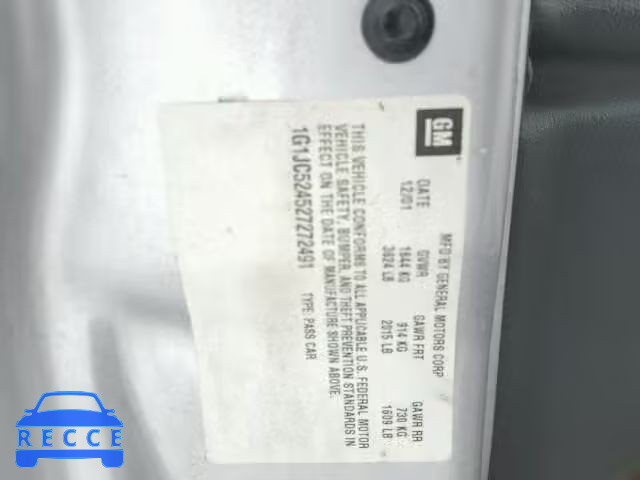 GM
MFD BY GENERAL MOTORS CORP
DATE GVWR GAWR FRT GAWR RR
12/01 1644 KG 914 KG 730 KG
3624 LB 2015 LB 1609 LB
THIS VEHICLE CONFORMS TO ALL APPLICABLE U.S. FEDERAL MOTOR
VEHICLE SAFETY, BUMPER, AND THEFT PREVENTION STANDARDS IN
EFFECT ON THE DATE OF MANUFACTURE SHOWN ABOVE.
1G1JC524527272491 TYPE: PASS CAR
RECCE